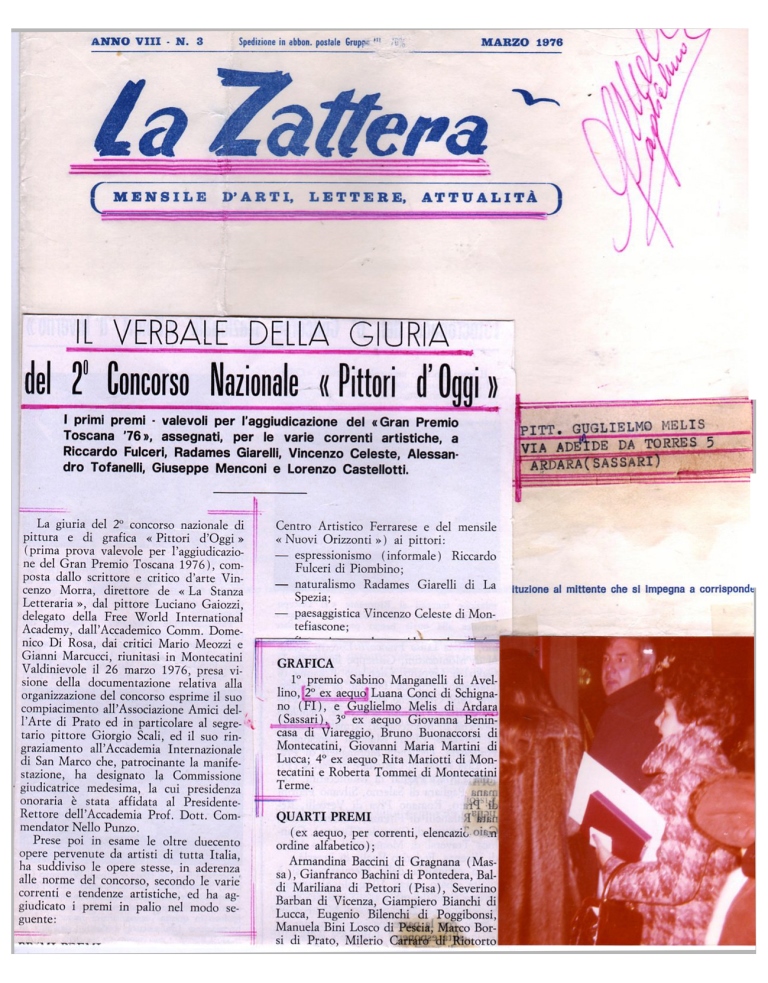 ANNO VIII - N. 3 Spedizione in abbon. postale Gruppo III 70% MARZO 1976
La Zattera
MENSILE D'ARTI, LETTERE, ATTUALITÀ
Guglielmo
IL VERBALE DELLA GIURIA
del 2º Concorso Nazionale « Pittori d'Oggi »
I primi premi - valevoli per l'aggiudicazione del «Gran Premio
Toscana '76», assegnati, per le varie correnti artistiche, a
Riccardo Fulceri, Radames Giarelli, Vincenzo Celeste, Alessan-
dro Tofanelli, Giuseppe Menconi e Lorenzo Castellotti.
PITT. GUGLIELMO MELIS
VIA ADEIDE DA TORRES 5
ARDARA(SASSARI)
ituzione al mittente che si impegna a corrisponde
La giuria del 2º concorso nazionale di
pittura e di grafica «Pittori d'Oggi»
(prima prova valevole per l'aggiudicazio-
ne del Gran Premio Toscana 1976), com-
posta dallo scrittore e critico d'arte Vin-
cenzo Morra, direttore de «La Stanza
Letteraria», dal pittore Luciano Gaiozzi,
delegato della Free World International
Academy, dall'Accademico Comm. Dome-
nico Di Rosa, dai critici Mario Meozzi e
Gianni Marcucci, riunitasi in Montecatini
Valdinievole il 26 marzo 1976, presa vi-
sione della documentazione relativa alla
organizzazione del concorso esprime il suo
compiacimento all'Associazione Amici del-
l'Arte di Prato ed in particolare al segre-
tario pittore Giorgio Scali, ed il suo rin-
graziamento all'Accademia Internazionale
di San Marco che, patrocinante la manife-
stazione, ha designato la Commissione
giudicatrice medesima, la cui presidenza
onoraria è stata affidata al Presidente-
Rettore dell'Accademia Prof. Dott. Com-
mendator Nello Punzo.
Prese poi in esame le oltre duecento
opere pervenute da artisti di tutta Italia,
ha suddiviso le opere stesse, in aderenza
alle norme del concorso, secondo le varie
correnti e tendenze artistiche, ed ha ag-
giudicato i premi in palio nel modo se-
guente:
Centro Artistico Ferrarese e del mensile
« Nuovi Orizzonti ») ai pittori:
— espressionismo (informale) Riccardo
Fulceri di Piombino;
— naturalismo Radames Giarelli di La
Spezia;
— paesaggistica Vincenzo Celeste di Mon-
tefiascone;
GRAFICA
1º premio Sabino Manganelli di Avel-
lino, 2º ex aequo Luana Conci di Schigna-
no (FI), e Guglielmo Melis di Ardara
(Sassari), 3º ex aequo Giovanna Benin-
casa di Viareggio, Bruno Buonaccorsi di
Montecatini, Giovanni Maria Martini di
Lucca; 4º ex aequo Rita Mariotti di Mon-
tecatini e Roberta Tommei di Montecatini
Terme.
QUARTI PREMI
(ex aequo, per correnti, elencazio en
ordine alfabetico);
Armandina Baccini di Gragnana (Mas-
sa), Gianfranco Bachini di Pontedera, Bal-
di Mariliana di Pettori (Pisa), Severino
Barban di Vicenza, Giampiero Bianchi di
Lucca, Eugenio Bilenchi di Poggibonsi,
Manuela Bini Losco di Pescia, Marco Bor-
si di Prato, Milerio Carraro di Riotorto